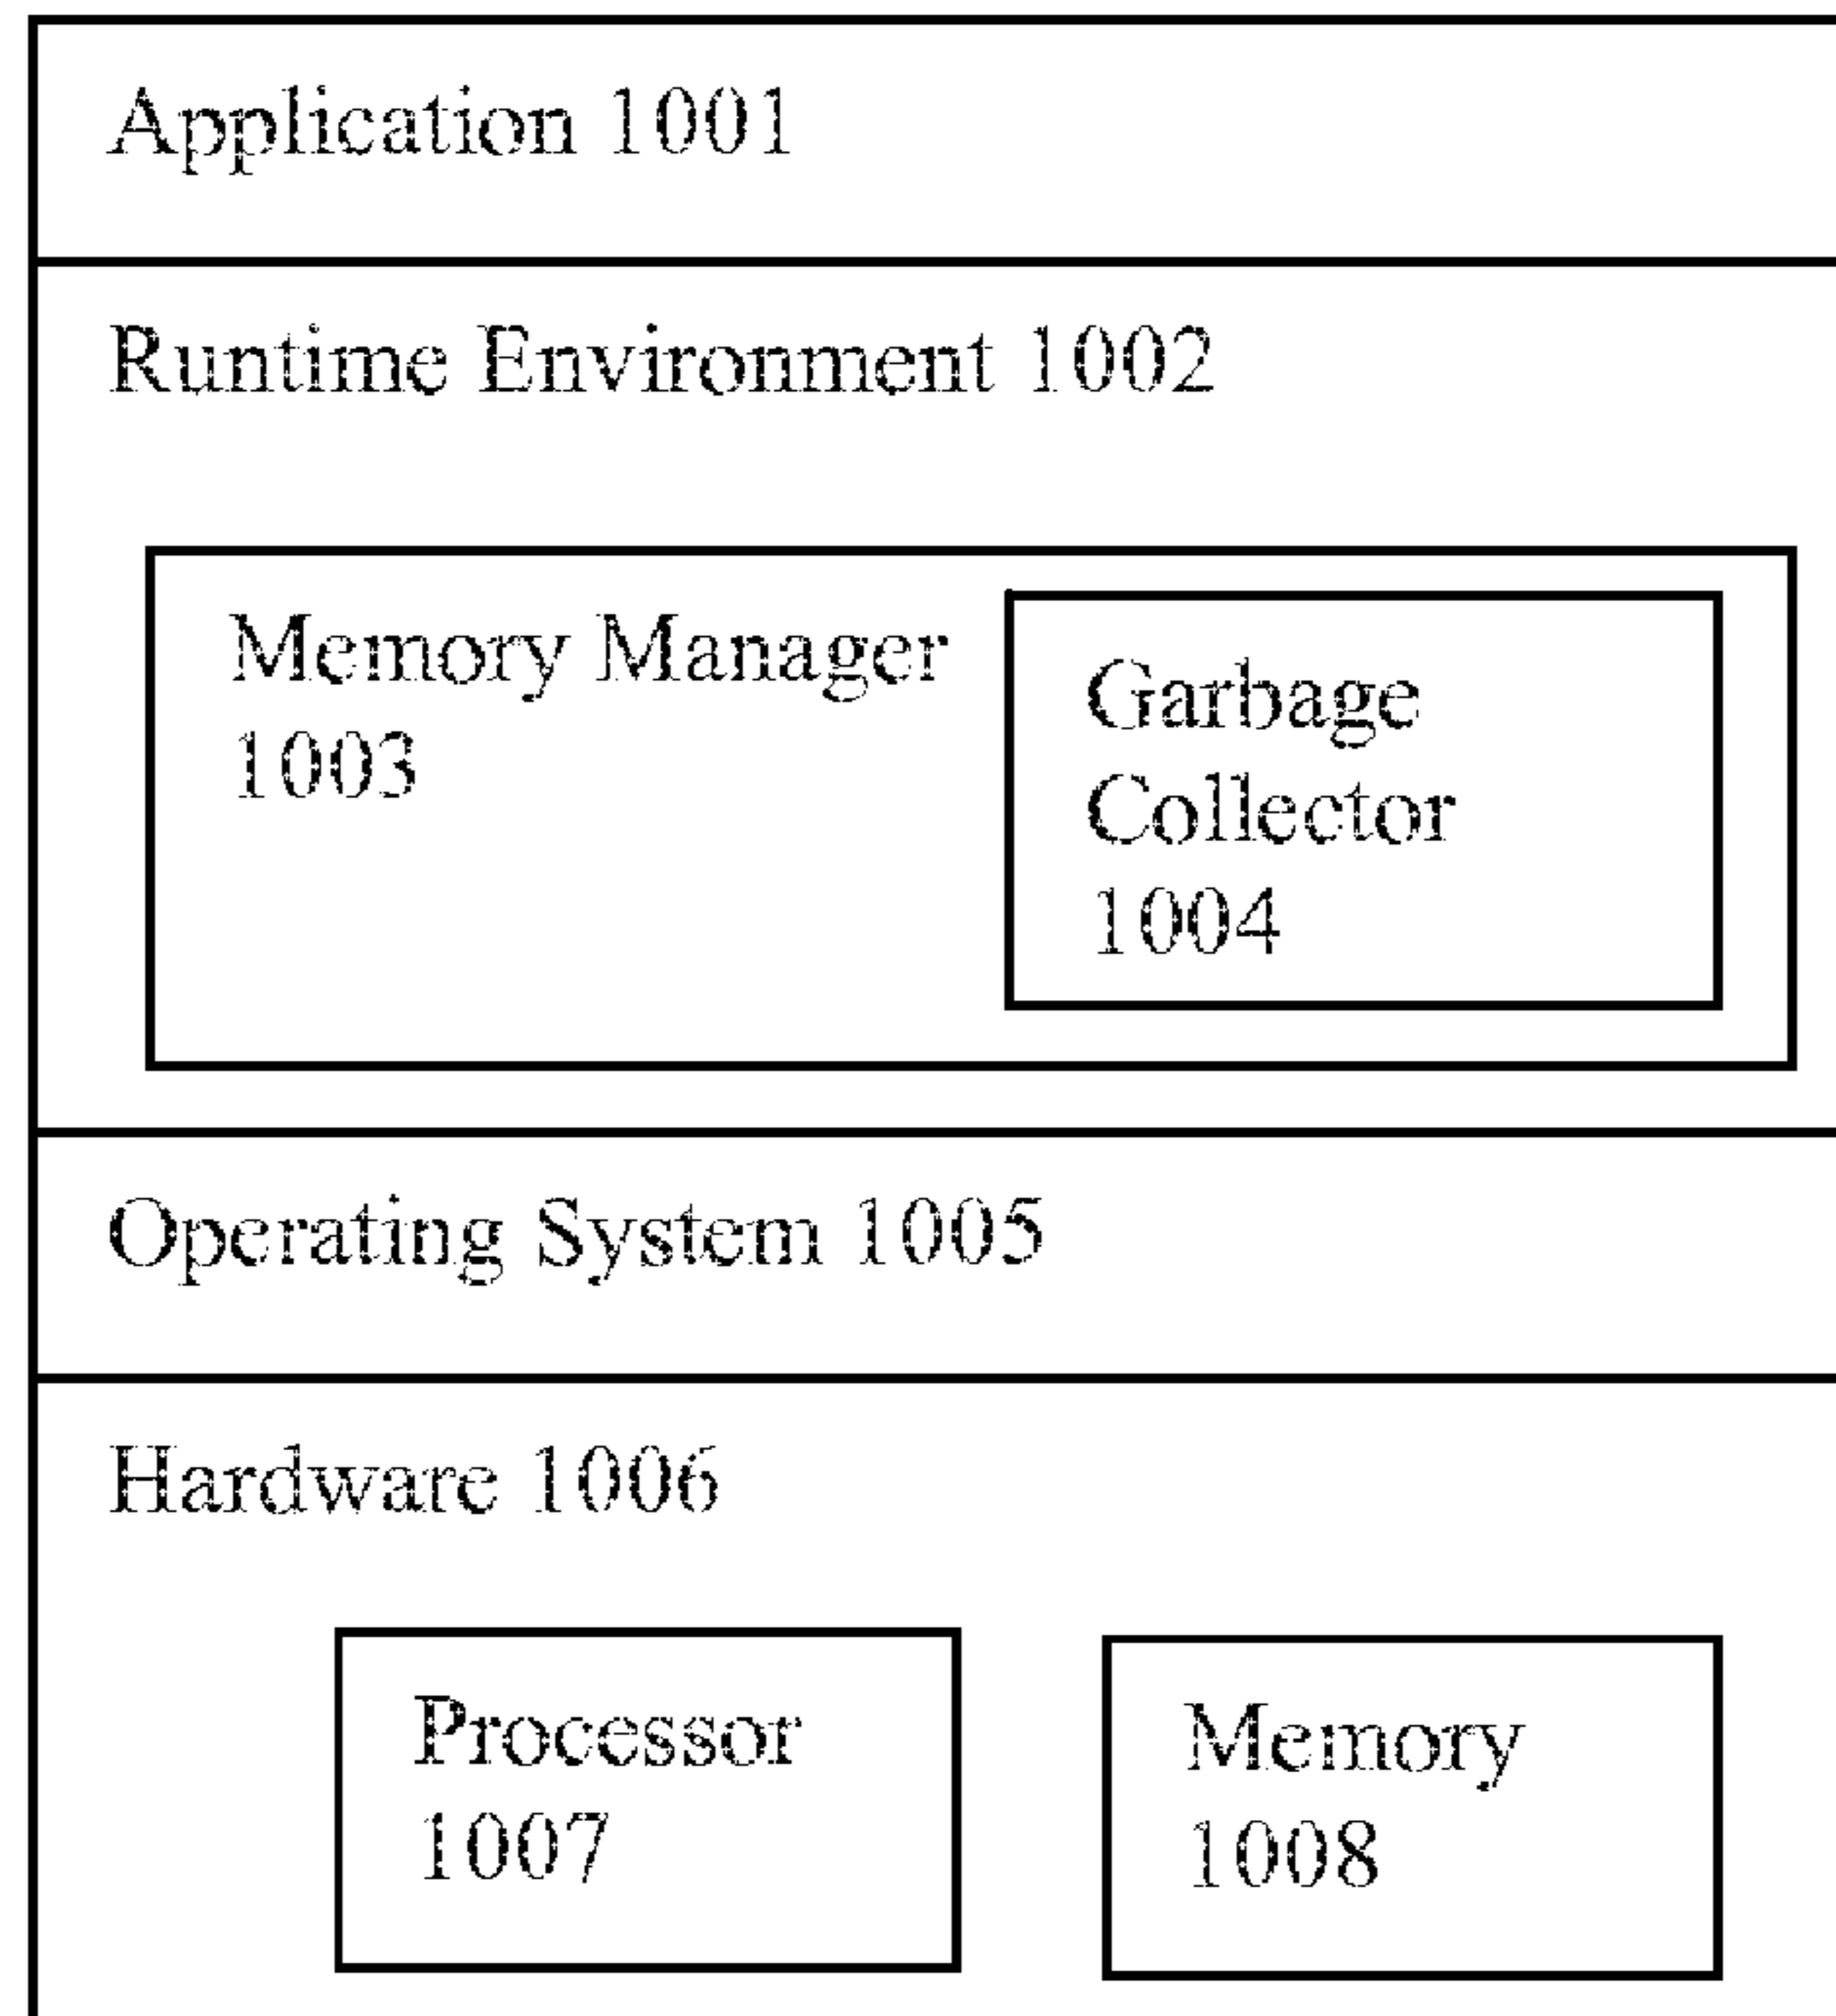 Application 1001
Runtime Environment 1002
Memory Manager
1003
Garbage
Collector
1004
Operating System 1005
Hardware 1006
Processor
1007
Memory
1008